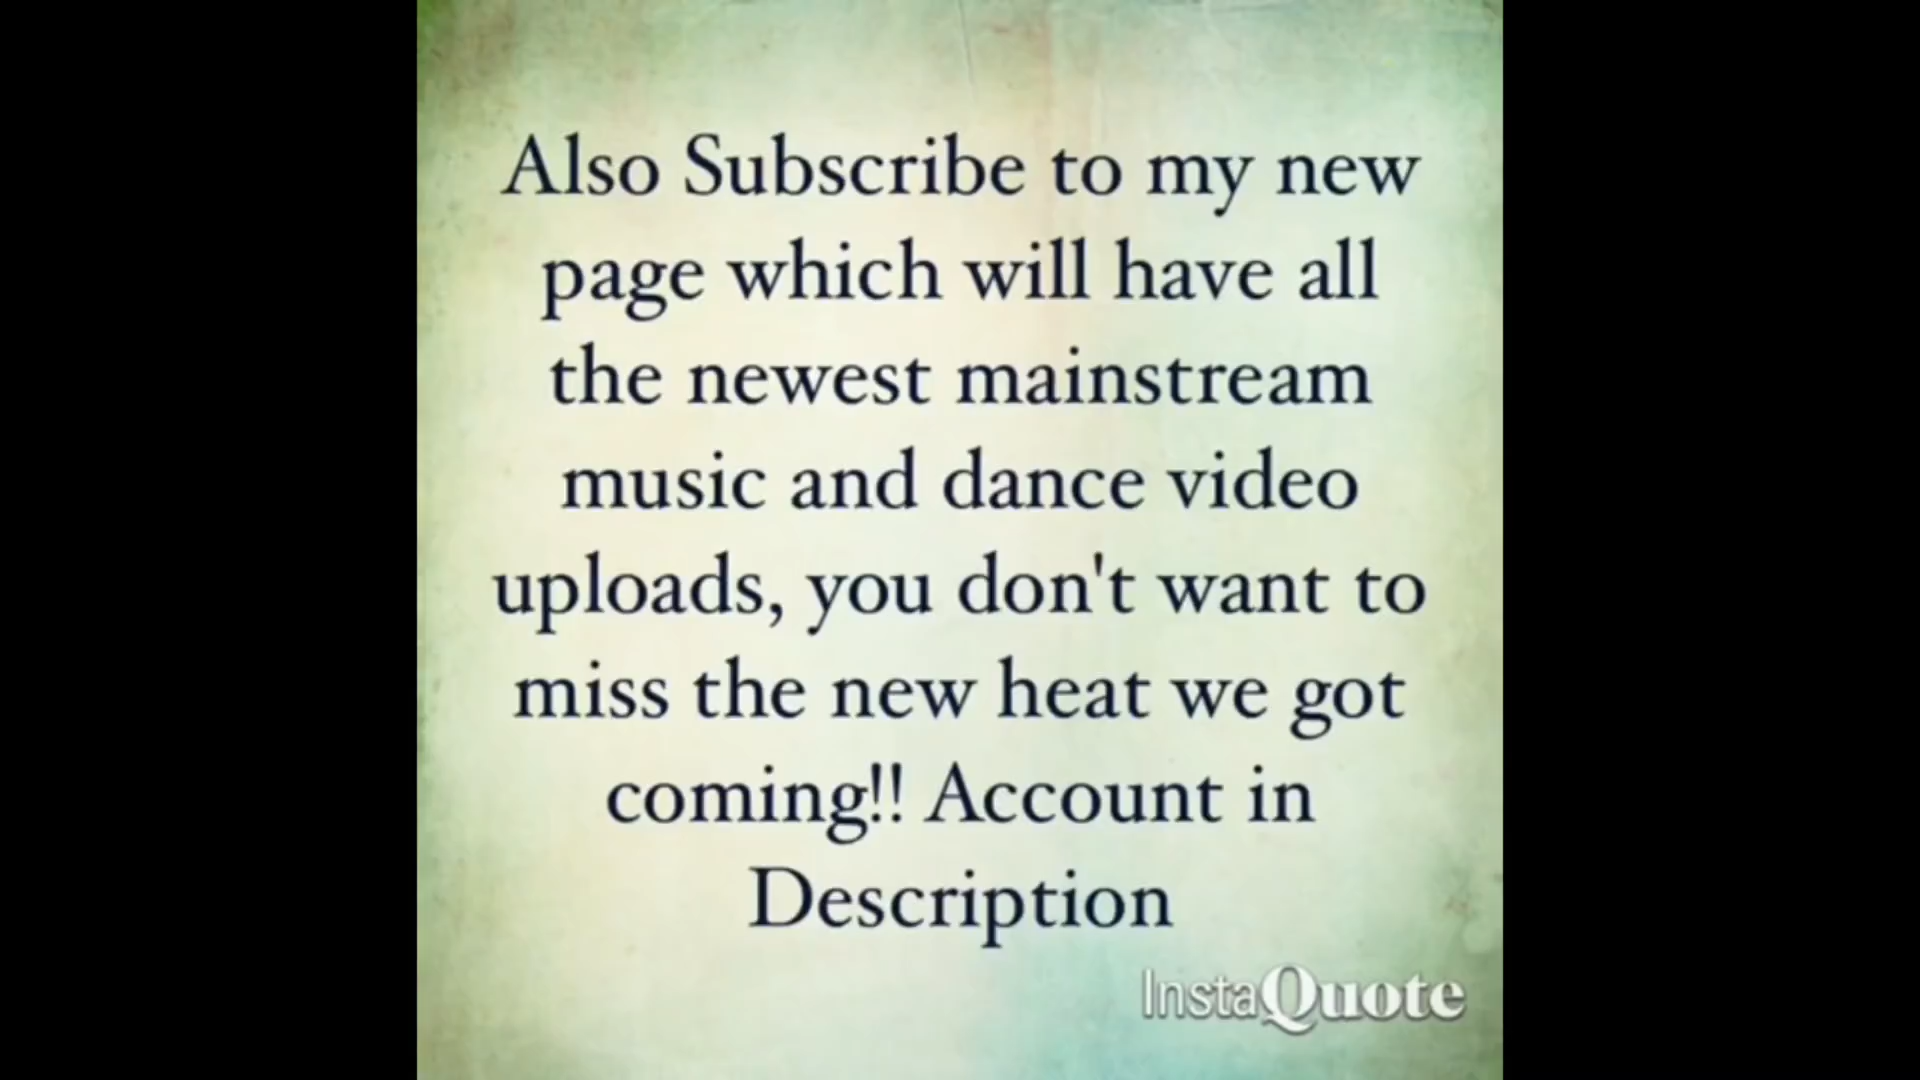 Also Subscribe to my new
page which will have all
the newest mainstream
music and dance video
uploads, you don't want to
miss the new heat we got
coming!! Account in
Description
InstaQuote